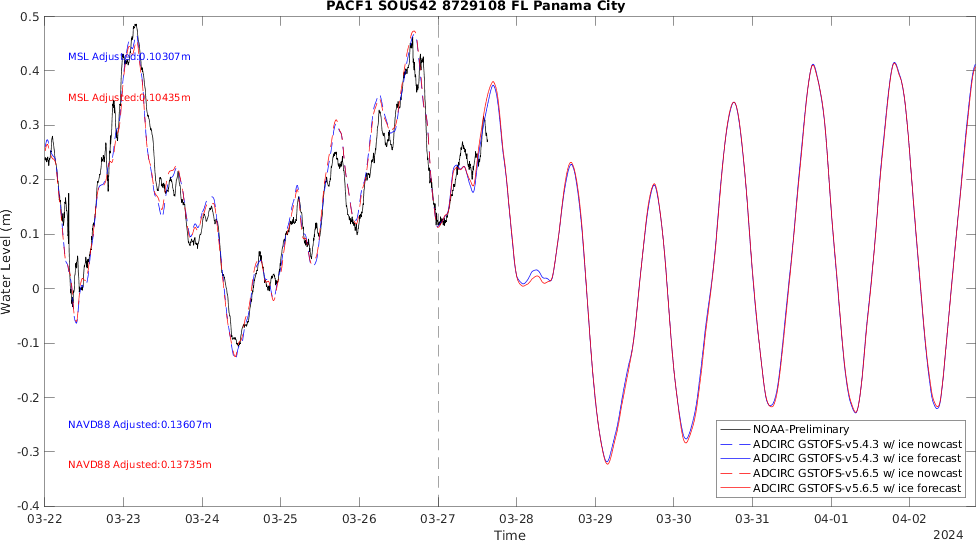 PACF1 SOUS42 8729108 FL Panama City
0.5
0.4
0.3
0.2
0.1
0
-0.1
-0.2
-0.3
-0.4
Water Level (m)
MSL Adjusted:0.10307m
MSL Adjusted:0.10435m
NAVD88 Adjusted:0.13607m
NAVD88 Adjusted:0.13735m
NOAA-Preliminary
ADCIRC GSTOFS-v5.4.3 w/ ice nowcast
ADCIRC GSTOFS-v5.4.3 w/ ice forecast
ADCIRC GSTOFS-v5.6.5 w/ ice nowcast
ADCIRC GSTOFS-v5.6.5 w/ ice forecast
03-22 03-23 03-24 03-25 03-26 03-27 03-28 03-29 03-30 03-31 04-01 04-02
Time
2024